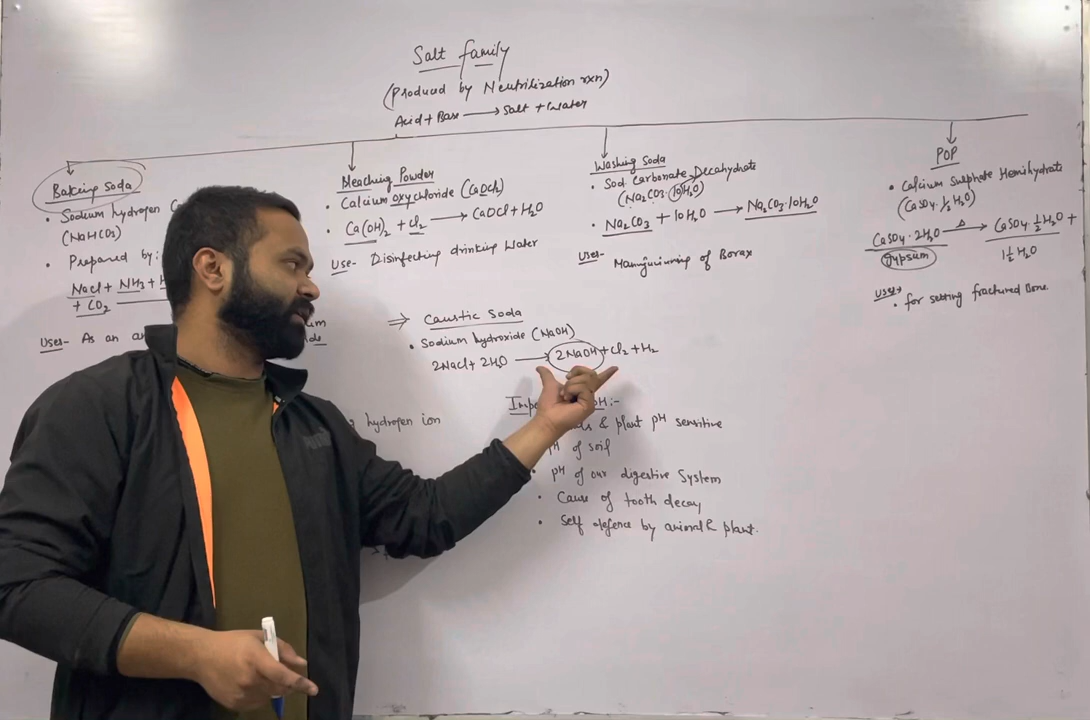 Salt family
(Produced by Neutrilization rxn)
Acid + Base → Salt + Water
Baking Soda
• Sodium hydrogen
(NaHCO3)
• Prepared by:
NaCl + NH3 +
+ CO2
Uses- As an
Bleaching Powder
• Calcium oxychloride (CaOCl2)
• Ca(OH)2 + Cl2 → CaOCl + H2O
Use- Disinfecting drinking Water
Washing Soda
• Sod Carbonate Decahydrate
(Na2CO3·10H2O)
• Na2CO3 + 10H2O → Na2CO3·10H2O
Uses- of Borax
POP
• Calcium Sulphate Hemihydrate
(CaSO4·½H2O)
CaSO4·2H2O —Δ→ CaSO4·½H2O +
Gypsum 1½ H2O
Uses→
• for setting fractured Bone.
⇒ Caustic Soda
• Sodium hydroxide (NaOH)
2NaCl + 2H2O → 2NaOH + Cl2 + H2
hydrogen ion
:-
& plant pH sensitive
of soil
• pH of our digestive System
• Cause of tooth decay
• Self defence by animal & plant.